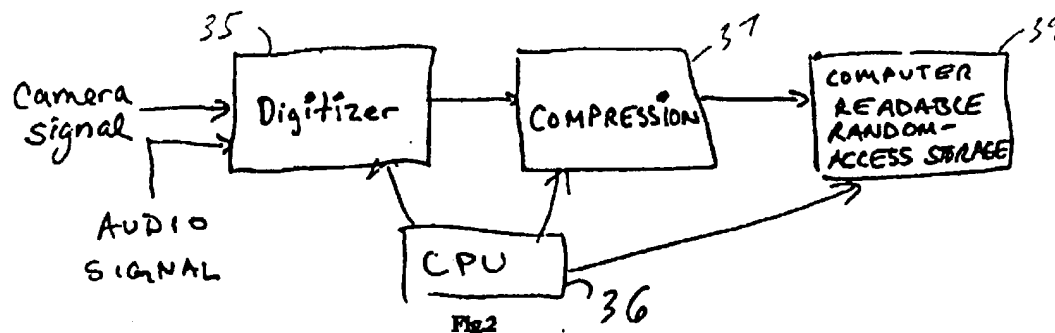 35
37
Camera
signal
Digitizer
COMPRESSION
COMPUTER
READABLE
RANDOM-
ACCESS STORAGE
AUDIO
SIGNAL
CPU
36
Fig.2